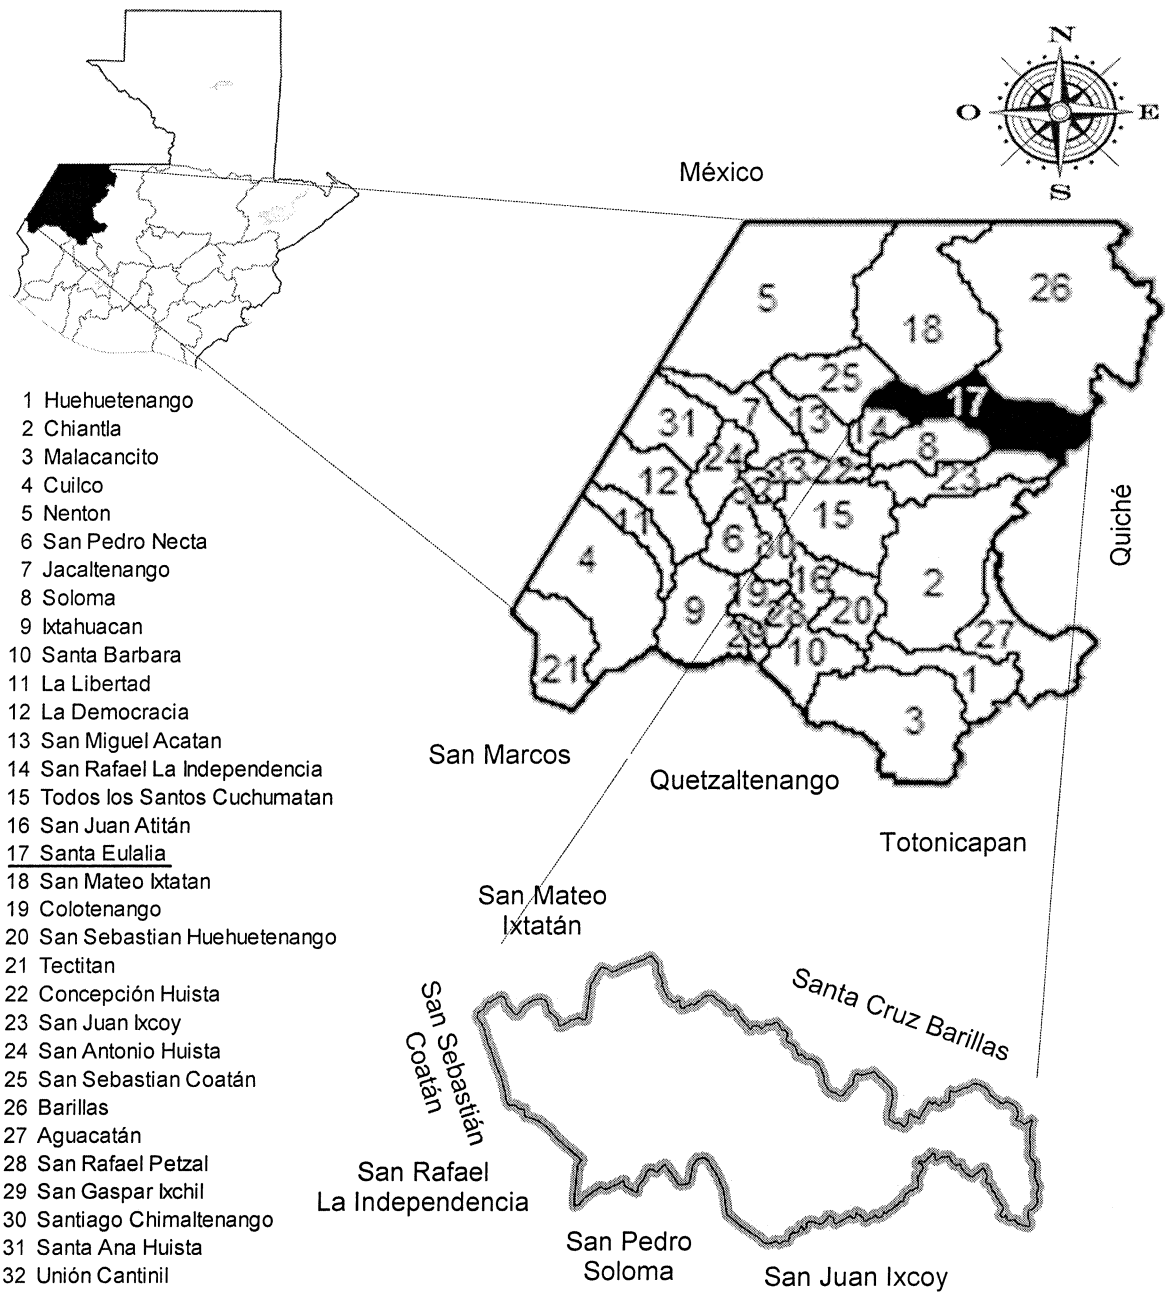 N
O
E
S
México
5
18
26
25
17
7
13
31
14
8
24
33
22
23
12
32
11
15
6
30
4
2
16
19
9
28
20
29
27
10
21
1
3
Quiché
San Marcos
Quetzaltenango
Totonicapan
1 Huehuetenango
2 Chiantla
3 Malacancito
4 Cuilco
5 Nenton
6 San Pedro Necta
7 Jacaltenango
8 Soloma
9 Ixtahuacan
10 Santa Barbara
11 La Libertad
12 La Democracia
13 San Miguel Acatan
14 San Rafael La Independencia
15 Todos los Santos Cuchumatan
16 San Juan Atitán
17 Santa Eulalia
18 San Mateo Ixtatan
19 Colotenango
20 San Sebastian Huehuetenango
21 Tectitan
22 Concepción Huista
23 San Juan Ixcoy
24 San Antonio Huista
25 San Sebastian Coatán
26 Barillas
27 Aguacatán
28 San Rafael Petzal
29 San Gaspar Ixchil
30 Santiago Chimaltenango
31 Santa Ana Huista
32 Unión Cantinil
San Mateo
Ixtatán
Santa Cruz Barillas
San Sebastián
Coatán
San Rafael
La Independencia
San Pedro
Soloma
San Juan Ixcoy